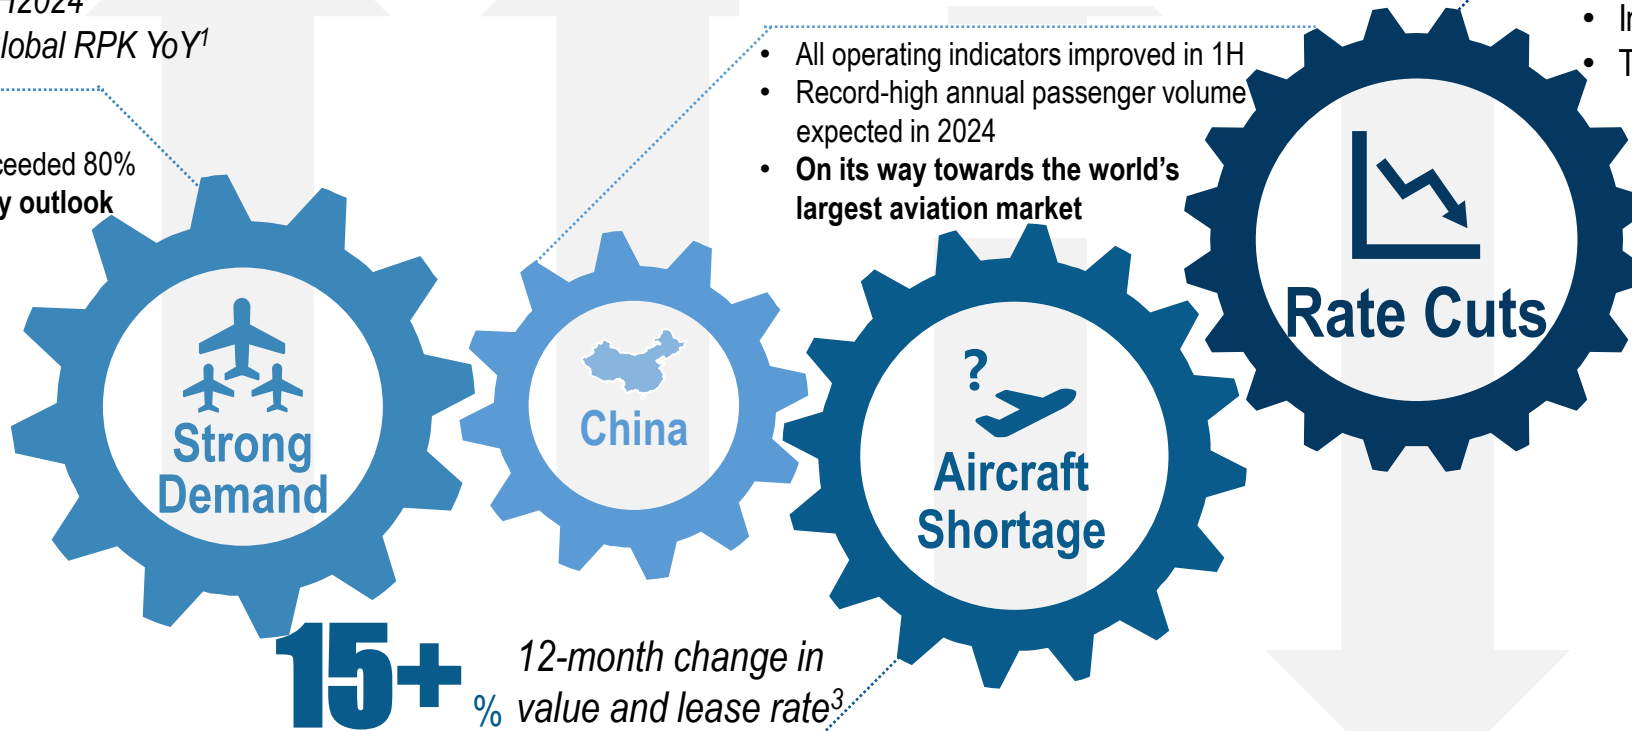 Global RPK YoY1
exceeded 80%
outlook
• All operating indicators improved in 1H
• Record-high annual passenger volume
expected in 2024
• On its way towards the world's
largest aviation market
Rate Cuts
Strong
Demand
China
?
Aircraft
Shortage
15+
%
12-month change in
value and lease rate3